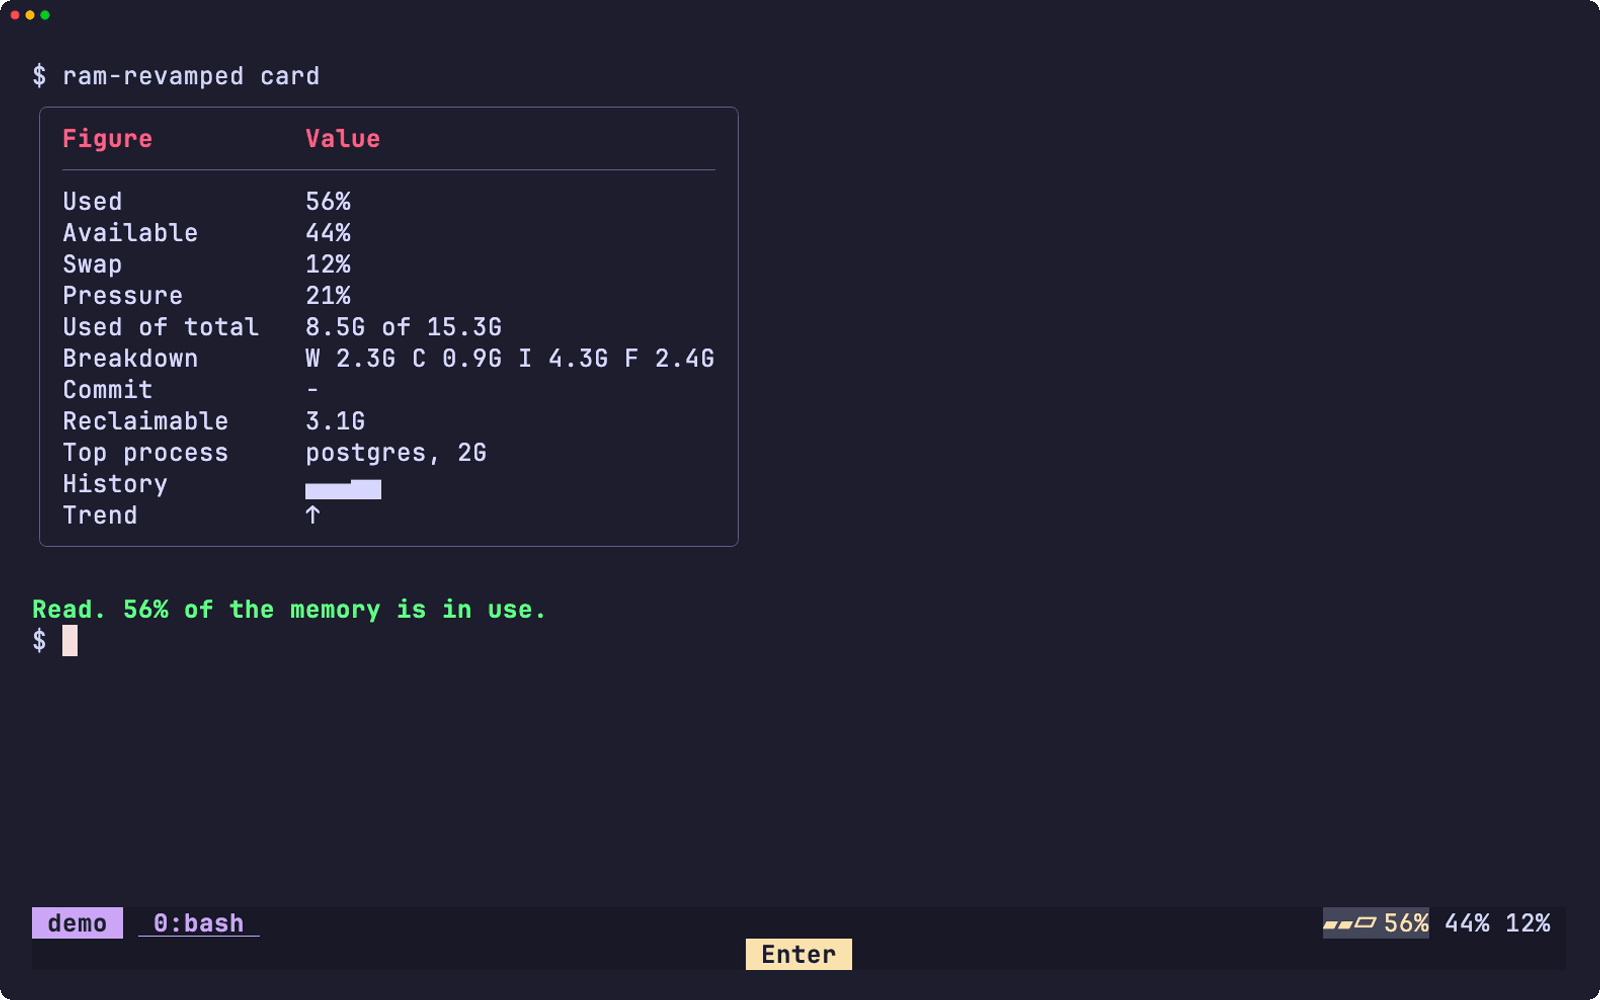 $ ram-revamped card
Figure Value
Used 56%
Available 44%
Swap 12%
Pressure 21%
Used of total 8.5G of 15.3G
Breakdown W 2.3G C 0.9G I 4.3G F 2.4G
Commit -
Reclaimable 3.1G
Top process postgres, 2G
History ▃▃▃▄▄
Trend ↑
Read. 56% of the memory is in use.
$
demo 0:bash ▰▰▱ 56% 44% 12%
Enter